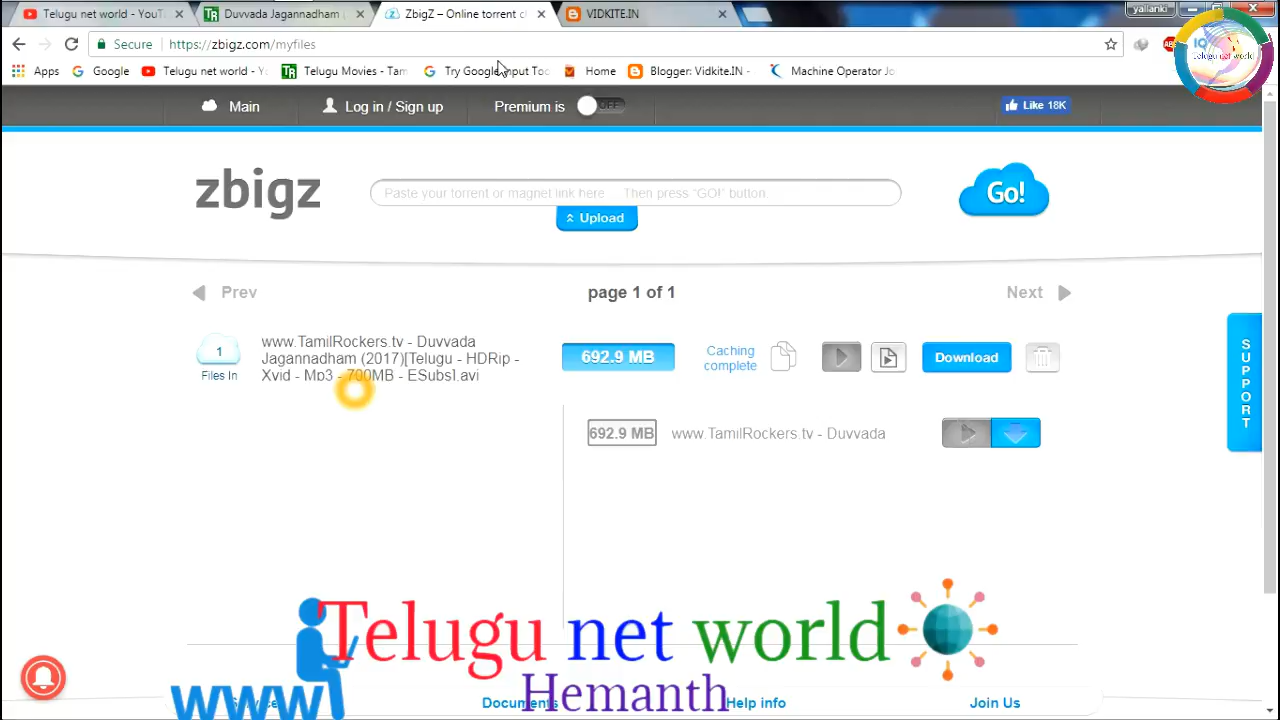 Telugu net world - YouT
Duvvada Jagannadham (
ZbigZ – Online torrent cl
VIDKITE.IN
yallanki
Secure
https://zbigz.com/myfiles
Apps
Google
Telugu net world - Y
Telugu Movies - Tam
Try Google Input Too
Home
Blogger: Vidkite.IN -
Machine Operator Jo
Telugu net world
Main
Log in / Sign up
Premium is
OFF
Like 18K
zbigz
Paste your torrent or magnet link here Then press "GO!" button.
Go!
Upload
Prev
page 1 of 1
Next
1
Files In
www.TamilRockers.tv - Duvvada
Jagannadham (2017)[Telugu - HDRip -
Xvid - Mp3 - 700MB - ESubs].avi
692.9 MB
Caching
complete
Download
SUPPORT
692.9 MB
www.TamilRockers.tv - Duvvada
Telugu net world
www
Hemanth
Documents
Help info
Join Us